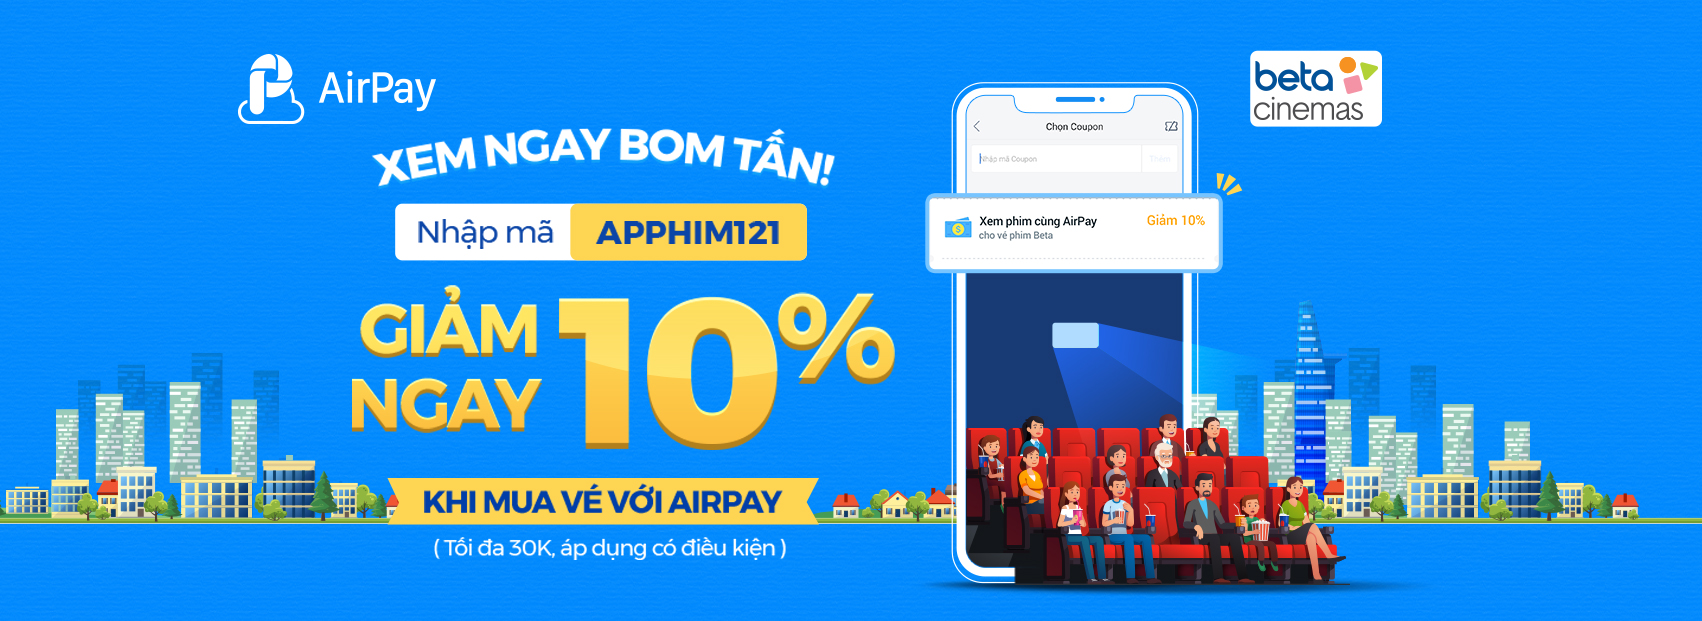 AirPay
XEM NGAY BOM TẤN!
Nhập mã APPHIM121
GIẢM NGAY 10%
KHI MUA VÉ VỚI AIRPAY
( Tối đa 30K, áp dụng có điều kiện )
beta cinemas
Chọn Coupon
Nhập mã Coupon
Thêm
Xem phim cùng AirPay
Giảm 10%
cho vé phim Beta